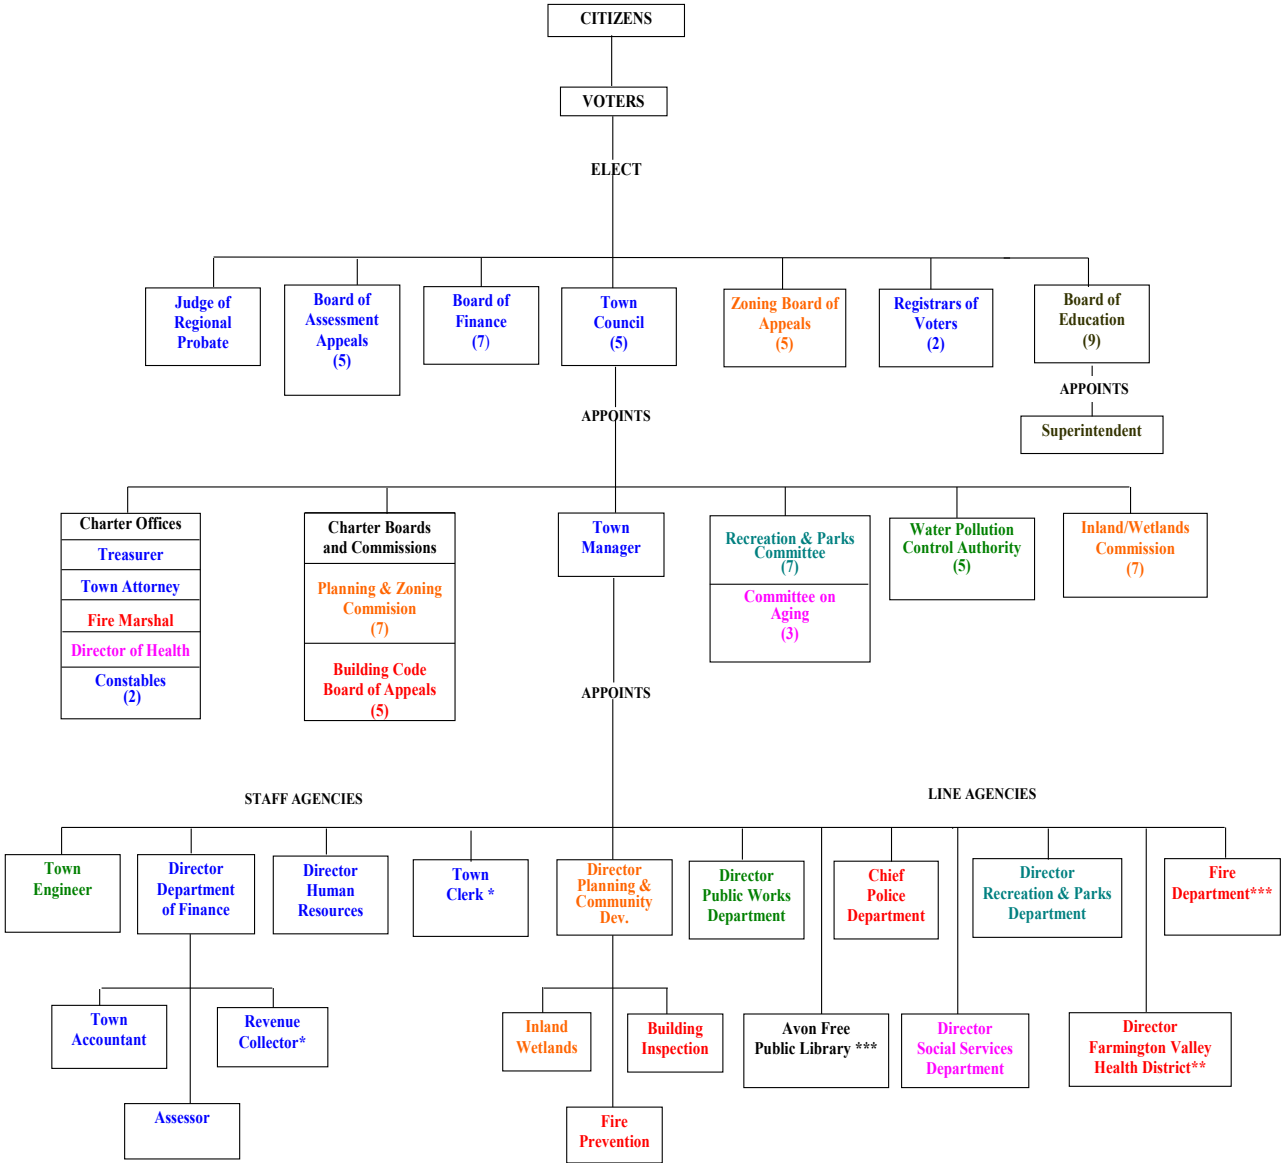 CITIZENS
VOTERS
ELECT
Judge of
Regional
Probate
Board of
Assessment
Appeals
(5)
Board of
Finance
(7)
Town
Council
(5)
Zoning Board of
Appeals
(5)
Registrars of
Voters
(2)
Board of
Education
(9)
APPOINTS
Superintendent
APPOINTS
Charter Offices
Treasurer
Town Attorney
Fire Marshal
Director of Health
Constables
(2)
Charter Boards
and Commissions
Planning & Zoning
Commision
(7)
Building Code
Board of Appeals
(5)
Town
Manager
Recreation & Parks
Committee
(7)
Committee on
Aging
(3)
Water Pollution
Control Authority
(5)
Inland/Wetlands
Commission
(7)
APPOINTS
STAFF AGENCIES
LINE AGENCIES
Town
Engineer
Director
Department
of Finance
Director
Human
Resources
Town
Clerk *
Director
Planning &
Community
Dev.
Director
Public Works
Department
Chief
Police
Department
Director
Recreation & Parks
Department
Fire
Department***
Town
Accountant
Revenue
Collector*
Assessor
Inland
Wetlands
Building
Inspection
Fire
Prevention
Avon Free
Public Library ***
Director
Social Services
Department
Director
Farmington Valley
Health District**